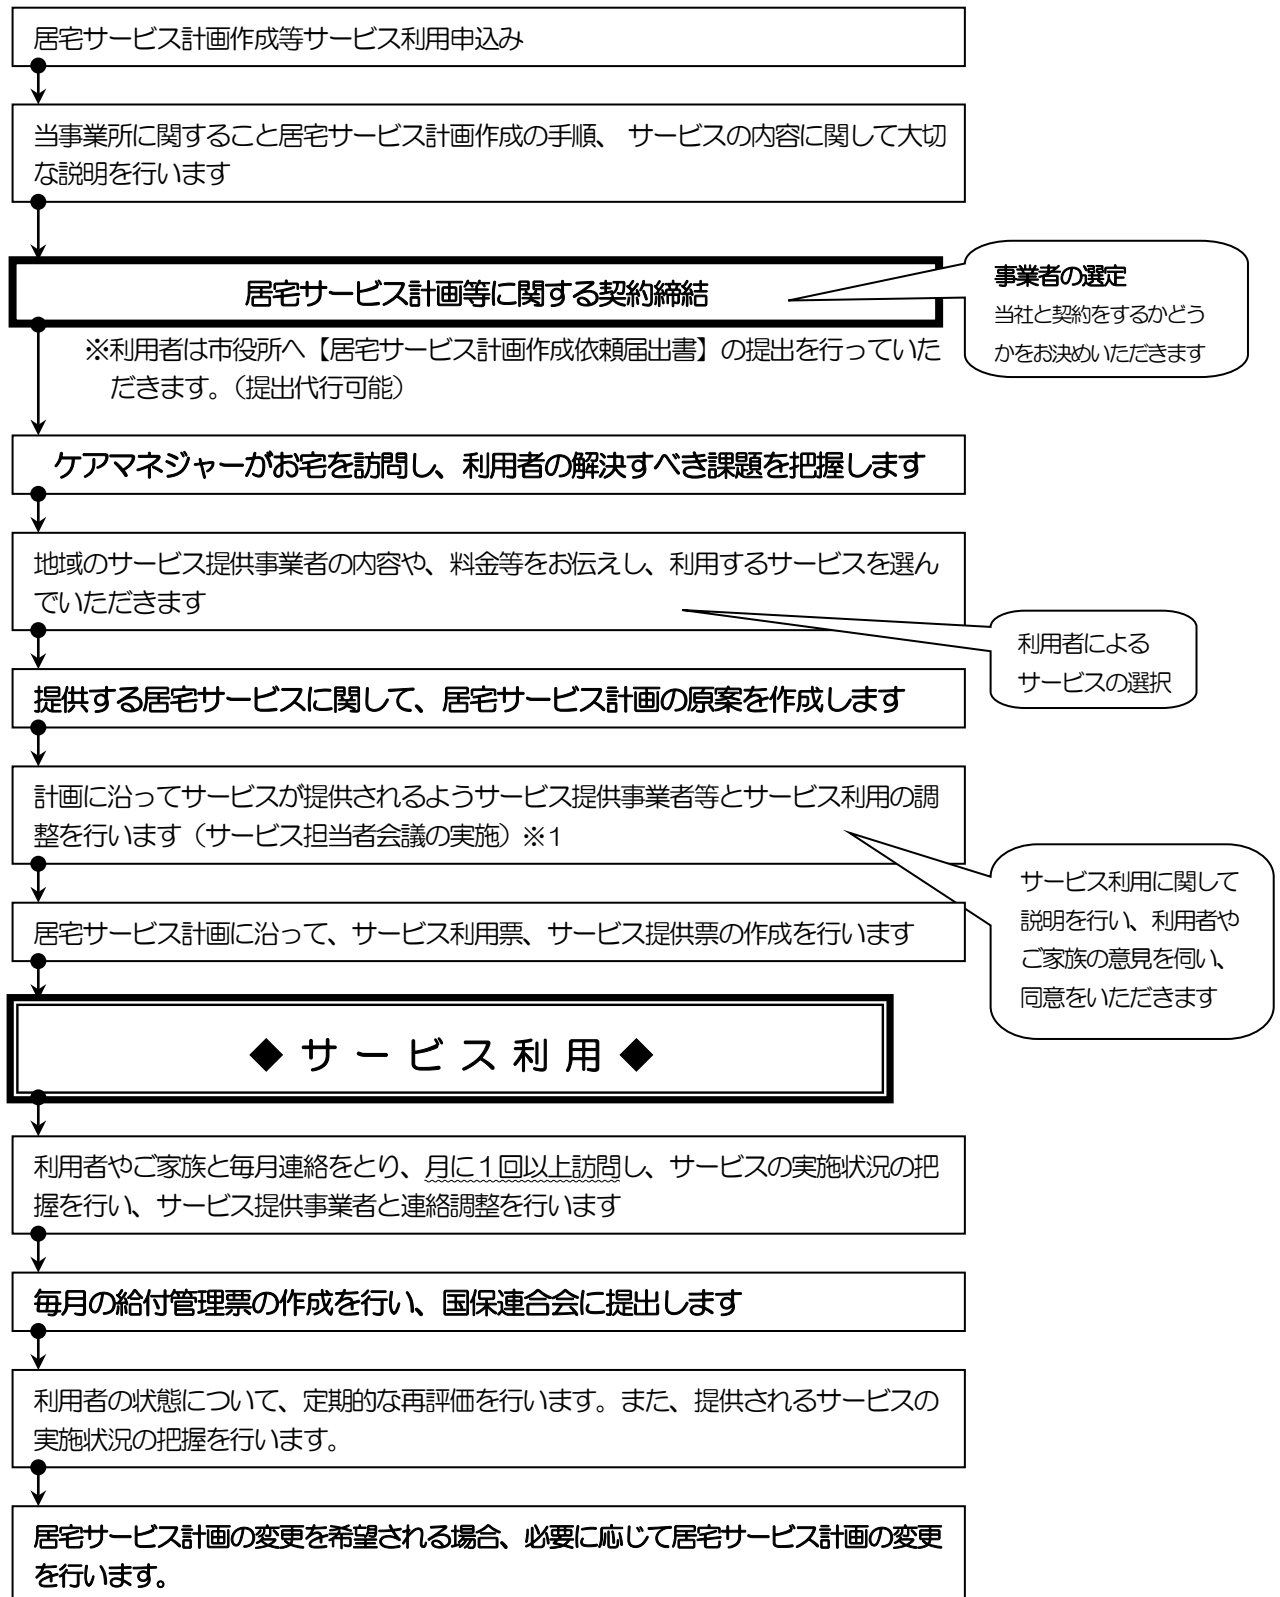 居宅サービス計画作成等サービス利用申込み
当事業所に関すること居宅サービス計画作成の手順、 サービスの内容に関して大切
な説明を行います
居宅サービス計画等に関する契約締結
事業者の選定
当社と契約をするかどう
かをお決めいただきます
※利用者は市役所へ【居宅サービス計画作成依頼届出書】の提出を行っていた
だきます。（提出代行可能）
ケアマネジャーがお宅を訪問し、利用者の解決すべき課題を把握します
地域のサービス提供事業者の内容や、料金等をお伝えし、利用するサービスを選ん
でいただきます
利用者による
サービスの選択
提供する居宅サービスに関して、居宅サービス計画の原案を作成します
計画に沿ってサービスが提供されるようサービス提供事業者等とサービス利用の調
整を行います（サービス担当者会議の実施）※1
サービス利用に関して
説明を行い、利用者や
ご家族の意見を伺い、
同意をいただきます
居宅サービス計画に沿って、サービス利用票、サービス提供票の作成を行います
◆ サ ー ビ ス 利 用 ◆
利用者やご家族と毎月連絡をとり、月に１回以上訪問し、サービスの実施状況の把
握を行い、サービス提供事業者と連絡調整を行います
毎月の給付管理票の作成を行い、国保連合会に提出します
利用者の状態について、定期的な再評価を行います。また、提供されるサービスの
実施状況の把握を行います。
居宅サービス計画の変更を希望される場合、必要に応じて居宅サービス計画の変更
を行います。